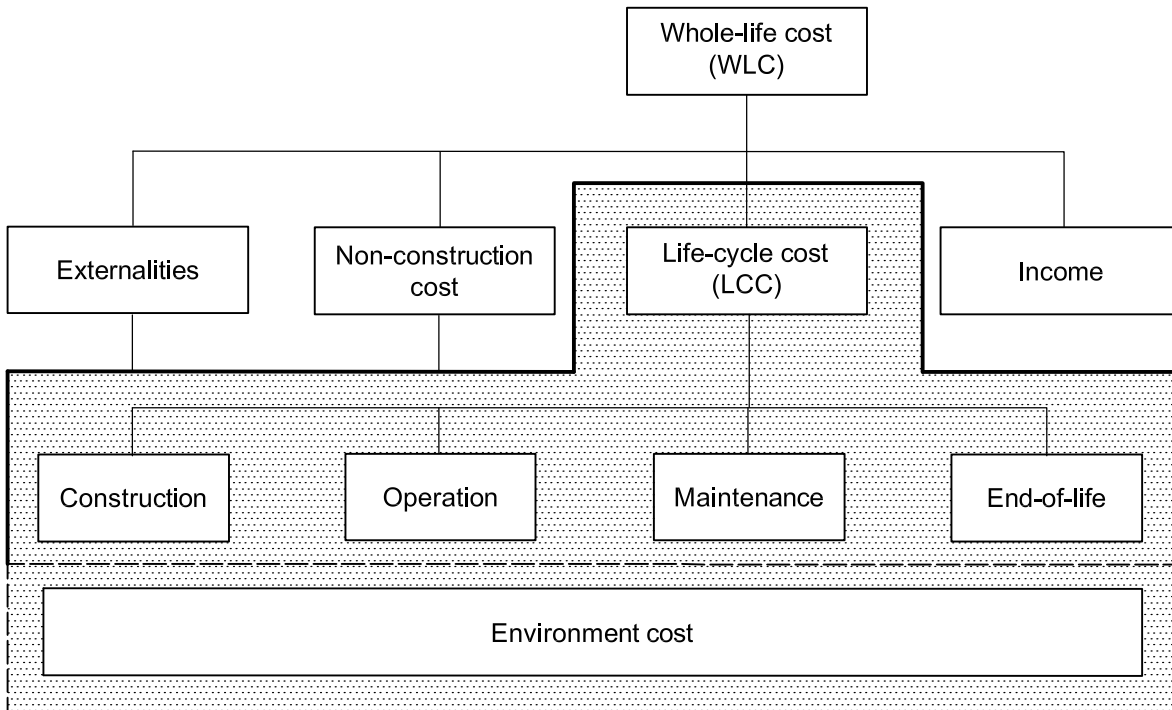 Whole-life cost
(WLC)
Externalities
Non-construction
cost
Life-cycle cost
(LCC)
Income
Construction
Operation
Maintenance
End-of-life
Environment cost